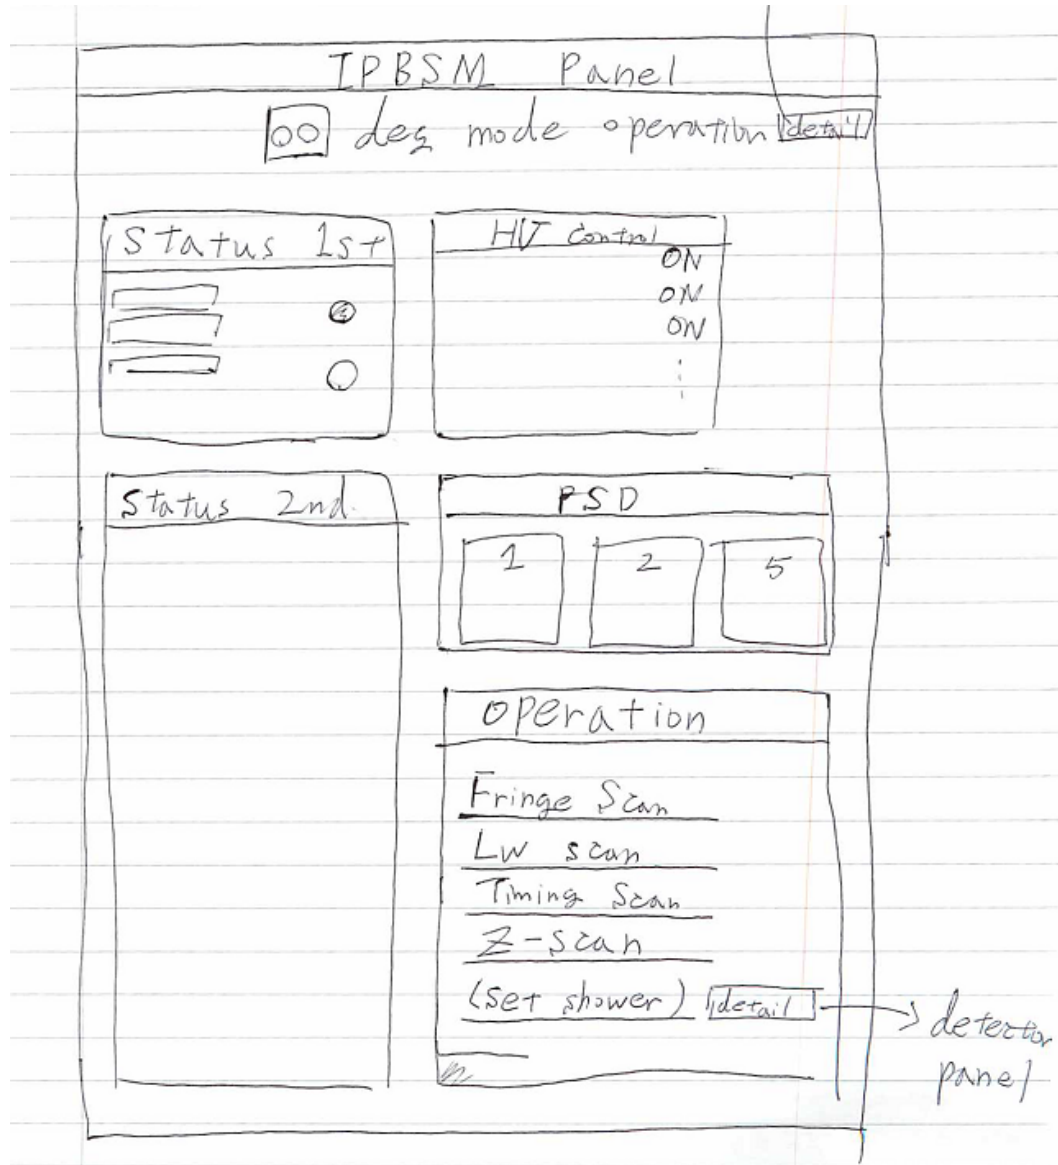 IPBSM Panel
00 deg mode operation detail
Status 1st
HV Control
ON
ON
ON
Status 2nd.
PSD
1 2 5
Operation
Fringe Scan
Lw scan
Timing Scan
Z-scan
(set shower) detail
detector
panel